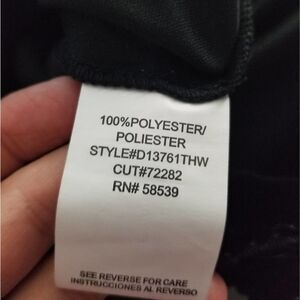 100%POLYESTER/
POLIESTER
STYLE#D13761THW
CUT#72282
RN# 58539
SEE REVERSE FOR CARE
INSTRUCCIONES AL REVERSO